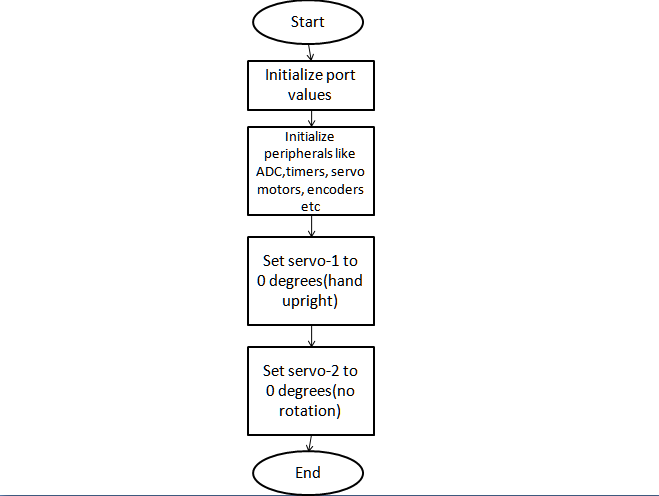 Start
Initialize port
values
Initialize
peripherals like
ADC,timers, servo
motors, encoders
etc
Set servo-1 to
0 degrees(hand
upright)
Set servo-2 to
0 degrees(no
rotation)
End